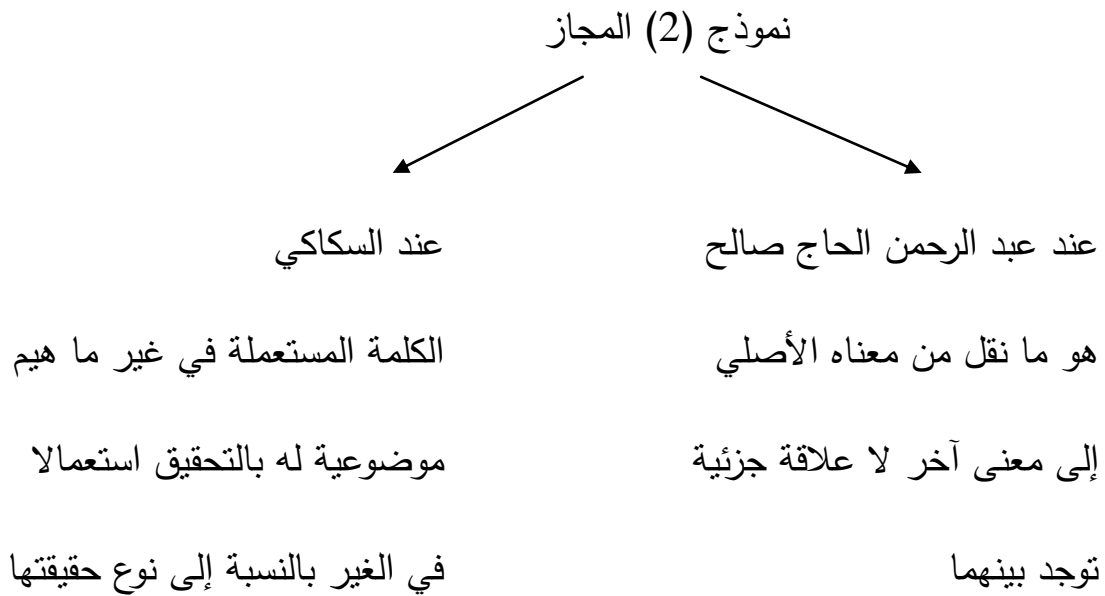 نموذج (2) المجاز
عند عبد الرحمن الحاج صالح
هو ما نقل من معناه الأصلي
إلى معنى آخر لا علاقة جزئية
توجد بينهما
عند السكاكي
الكلمة المستعملة في غير ما هيم
موضوعية له بالتحقيق استعمالا
في الغير بالنسبة إلى نوع حقيقتها